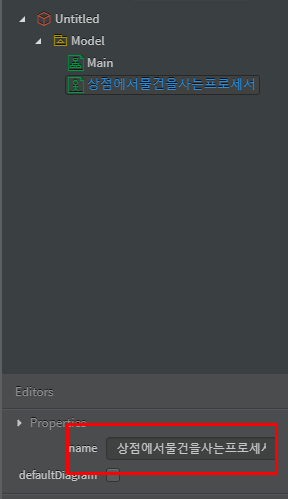 Untitled
Model
Main
상점에서물건을사는프로세서
Editors
Properties
name 상점에서물건을사는프로세서
defaultDiagram